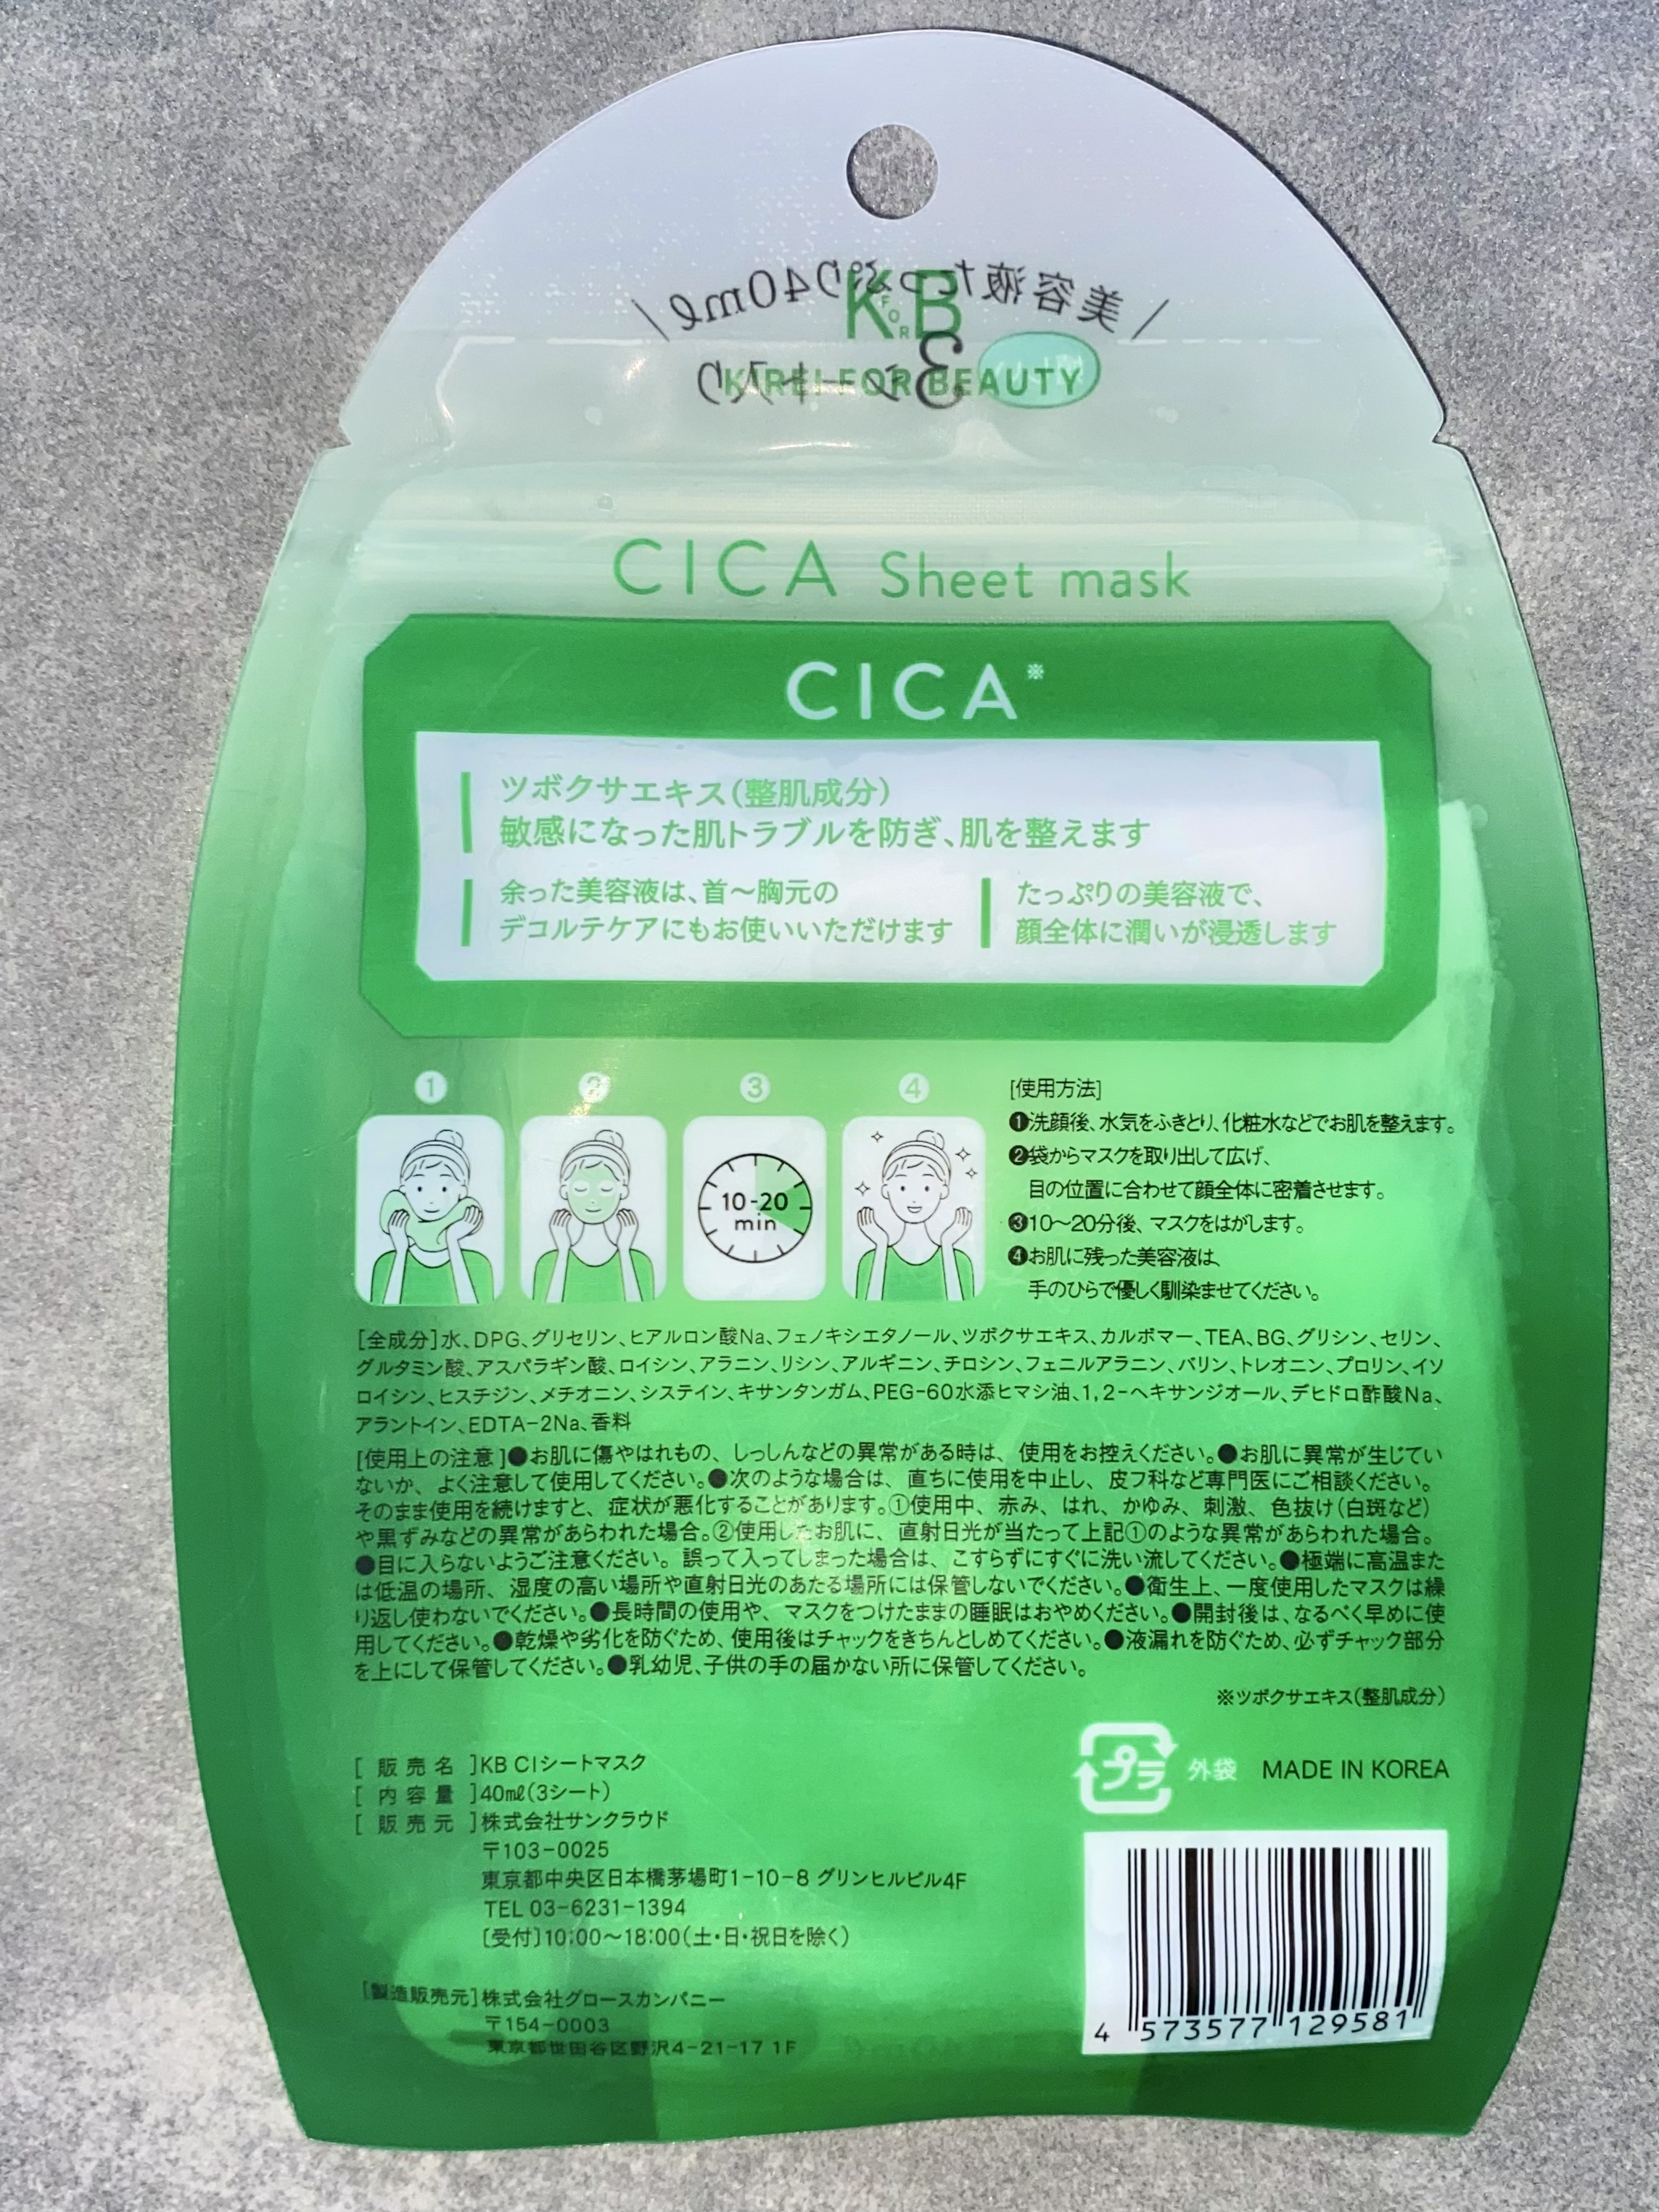 美容液たっぷり40mℓ
K FOR B
3シート入り
KIREI FOR BEAUTY
CICA Sheet mask
CICA※
ツボクサエキス(整肌成分)
敏感になった肌トラブルを防ぎ、肌を整えます
余った美容液は、首～胸元の
デコルテケアにもお使いいただけます
たっぷりの美容液で、
顔全体に潤いが浸透します
1 2 3 4
10-20
min
[使用方法]
❶洗顔後、水気をふきとり、化粧水などでお肌を整えます。
❷袋からマスクを取り出して広げ、
目の位置に合わせて顔全体に密着させます。
❸10～20分後、マスクをはがします。
❹お肌に残った美容液は、
手のひらで優しく馴染ませてください。
[全成分]水、DPG、グリセリン、ヒアルロン酸Na、フェノキシエタノール、ツボクサエキス、カルボマー、TEA、BG、グリシン、セリン、
グルタミン酸、アスパラギン酸、ロイシン、アラニン、リシン、アルギニン、チロシン、フェニルアラニン、バリン、トレオニン、プロリン、イソ
ロイシン、ヒスチジン、メチオニン、システイン、キサンタンガム、PEG-60水添ヒマシ油、1,2-ヘキサンジオール、デヒドロ酢酸Na、
アラントイン、EDTA-2Na、香料
[使用上の注意]●お肌に傷やはれもの、しっしんなどの異常がある時は、使用をお控えください。●お肌に異常が生じてい
ないか、よく注意して使用してください。●次のような場合は、直ちに使用を中止し、皮フ科など専門医にご相談ください。
そのまま使用を続けますと、症状が悪化することがあります。①使用中、赤み、はれ、かゆみ、刺激、色抜け(白斑など)
や黒ずみなどの異常があらわれた場合。②使用したお肌に、直射日光が当たって上記①のような異常があらわれた場合。
●目に入らないようご注意ください。誤って入ってしまった場合は、こすらずにすぐに洗い流してください。●極端に高温また
は低温の場所、湿度の高い場所や直射日光のあたる場所には保管しないでください。●衛生上、一度使用したマスクは繰
り返し使わないでください。●長時間の使用や、マスクをつけたままの睡眠はおやめください。●開封後は、なるべく早めに使
用してください。●乾燥や劣化を防ぐため、使用後はチャックをきちんとしめてください。●液漏れを防ぐため、必ずチャック部分
を上にして保管してください。●乳幼児、子供の手の届かない所に保管してください。
※ツボクサエキス(整肌成分)
[販売名]KB CIシートマスク
[内容量]40mℓ(3シート)
[販売元]株式会社サンクラウド
〒103-0025
東京都中央区日本橋茅場町1-10-8 グリンヒルビル4F
TEL 03-6231-1394
[受付]10:00～18:00(土・日・祝日を除く)
[製造販売元]株式会社グロースカンパニー
〒154-0003
東京都世田谷区野沢4-21-17 1F
プラ 外袋 MADE IN KOREA
4 573577 129581